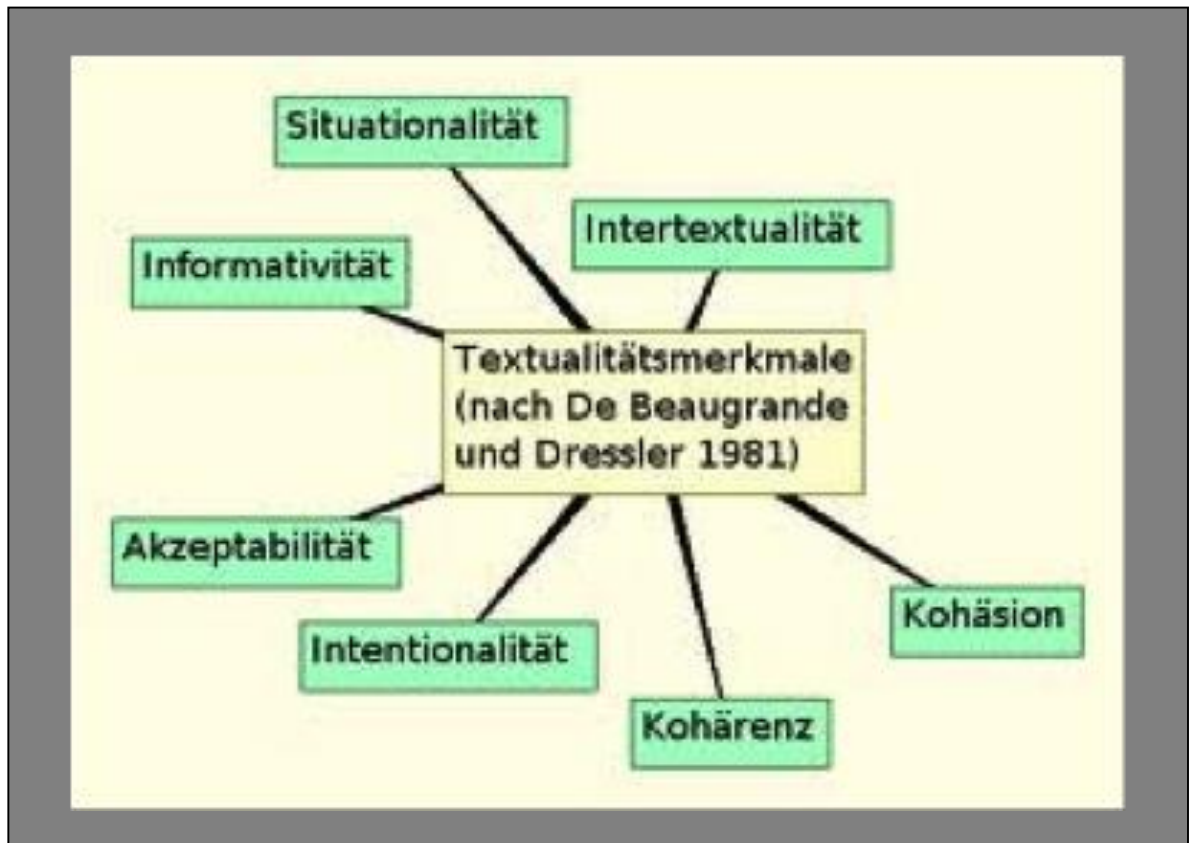 Situationalität
Intertextualität
Informativität
Textualitätsmerkmale
(nach De Beaugrande
und Dressler 1981)
Akzeptabilität
Kohäsion
Intentionalität
Kohärenz